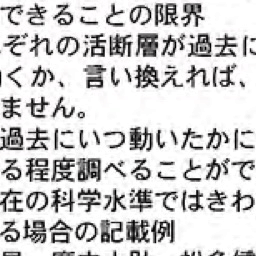 できることの限界
ぞれの活断層が過去に
くか、言い換えれば、
ません。
過去にいつ動いたかに
る程度調べることがで
在の科学水準ではきわ
る場合の記載例